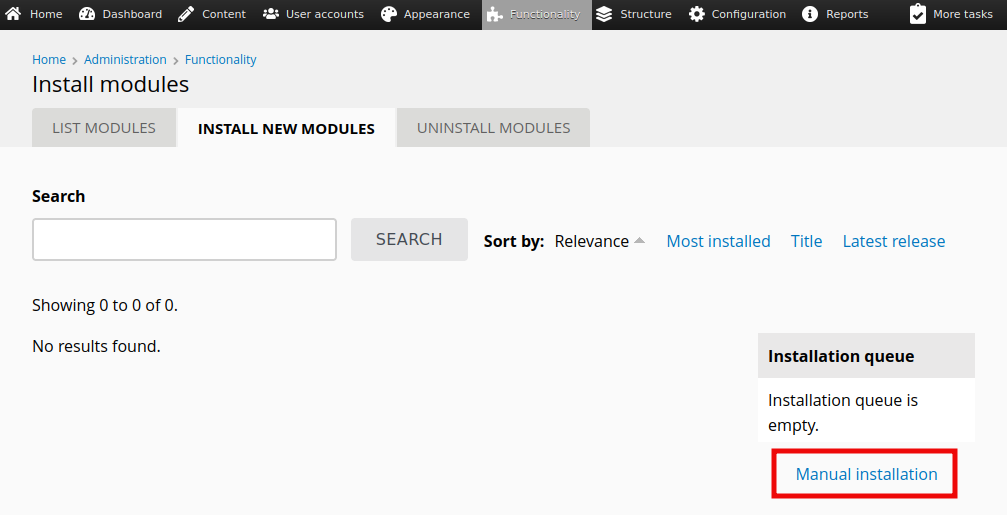 Home Dashboard Content User accounts Appearance Functionality Structure Configuration Reports More tasks
Home › Administration › Functionality
Install modules
LIST MODULES INSTALL NEW MODULES UNINSTALL MODULES
Search
SEARCH Sort by: Relevance Most installed Title Latest release
Showing 0 to 0 of 0.
No results found.
Installation queue
Installation queue is
empty.
Manual installation